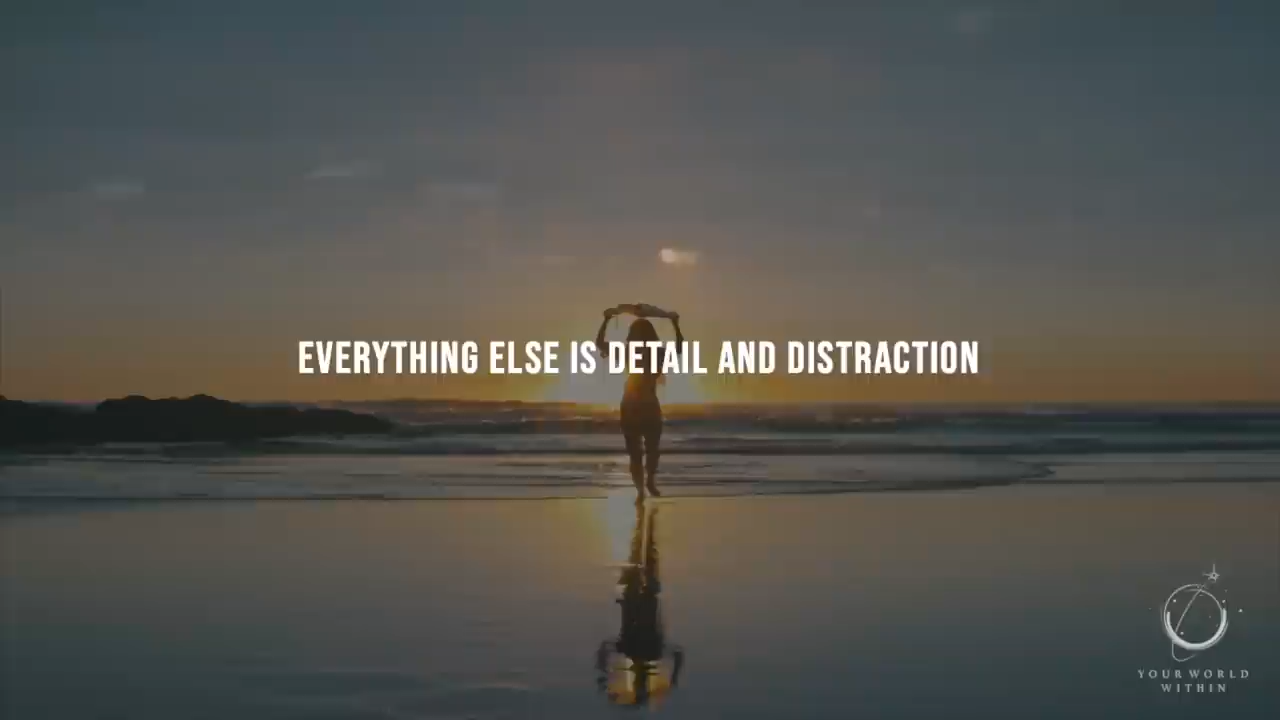 EVERYTHING ELSE IS DETAIL AND DISTRACTION
YOUR WORLD
WITHIN